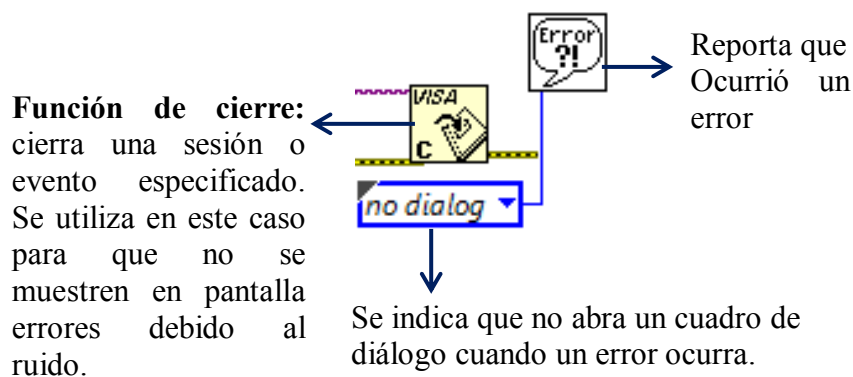 Función de cierre:
cierra una sesión o
evento especificado.
Se utiliza en este caso
para que no se
muestren en pantalla
errores debido al
ruido.
VISA
C
no dialog
Error
?!
Reporta que
Ocurrió un
error
Se indica que no abra un cuadro de
diálogo cuando un error ocurra.